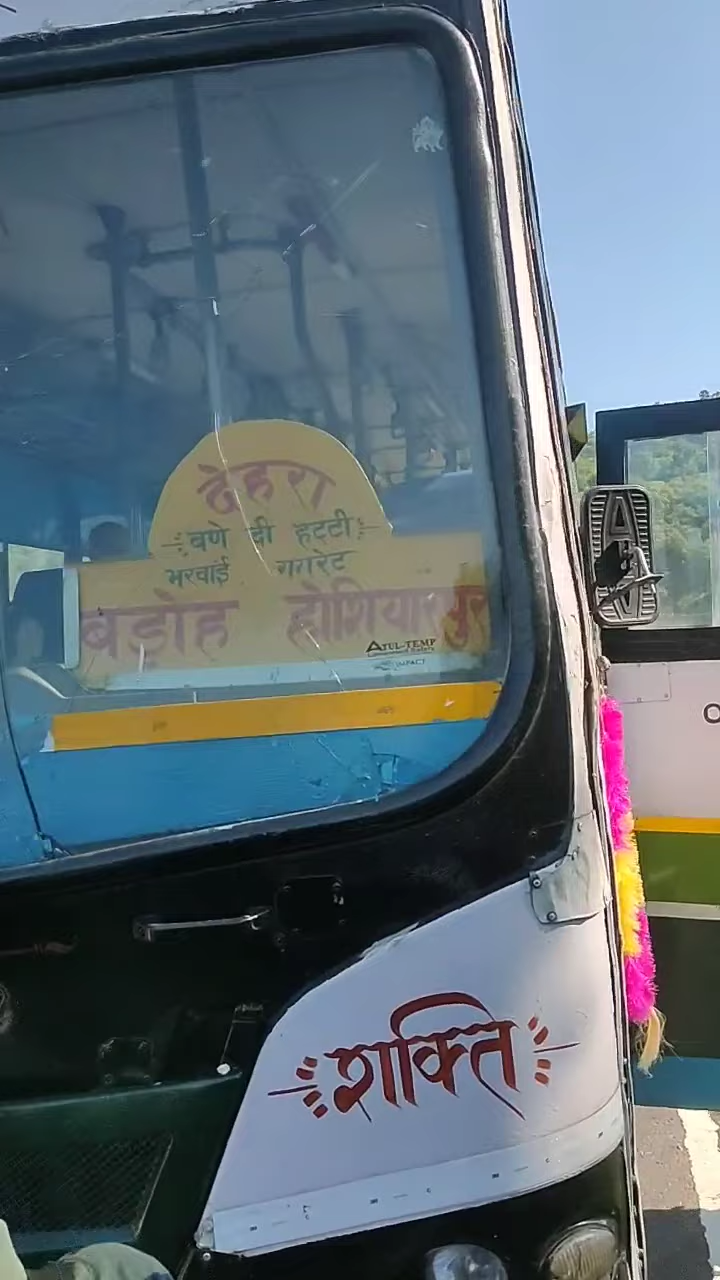 देहरा
बणे दी हटटी
भरवाई गगरेट
बडोह होशियारपुर
ATUL-TEMP
शक्ति